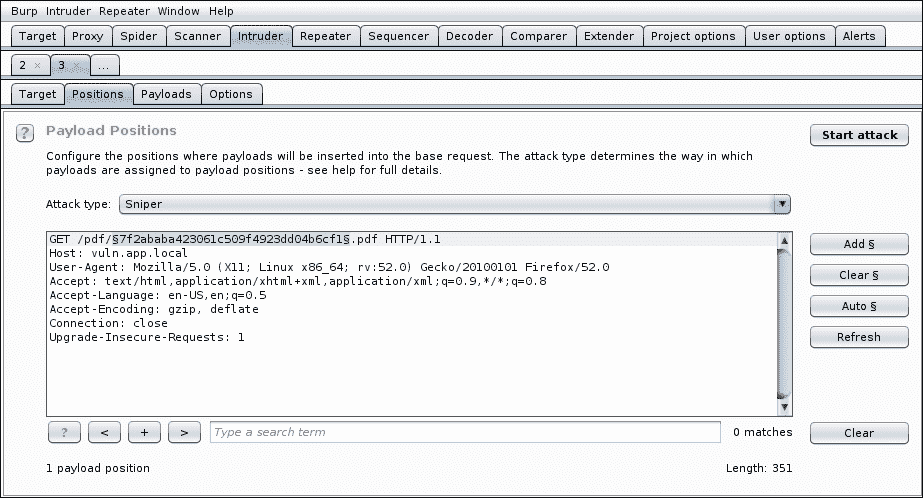 Burp Intruder Repeater Window Help
Target Proxy Spider Scanner Intruder Repeater Sequencer Decoder Comparer Extender Project options User options Alerts
2 × 3 × ...
Target Positions Payloads Options
? Payload Positions
Start attack
Configure the positions where payloads will be inserted into the base request. The attack type determines the way in which
payloads are assigned to payload positions - see help for full details.
Attack type: Sniper
GET /pdf/§7f2ababa423061c509f4923dd04b6cf1§.pdf HTTP/1.1
Host: vuln.app.local
User-Agent: Mozilla/5.0 (X11; Linux x86_64; rv:52.0) Gecko/20100101 Firefox/52.0
Accept: text/html,application/xhtml+xml,application/xml;q=0.9,*/*;q=0.8
Accept-Language: en-US,en;q=0.5
Accept-Encoding: gzip, deflate
Connection: close
Upgrade-Insecure-Requests: 1
Add §
Clear §
Auto §
Refresh
? < + > Type a search term 0 matches Clear
1 payload position Length: 351